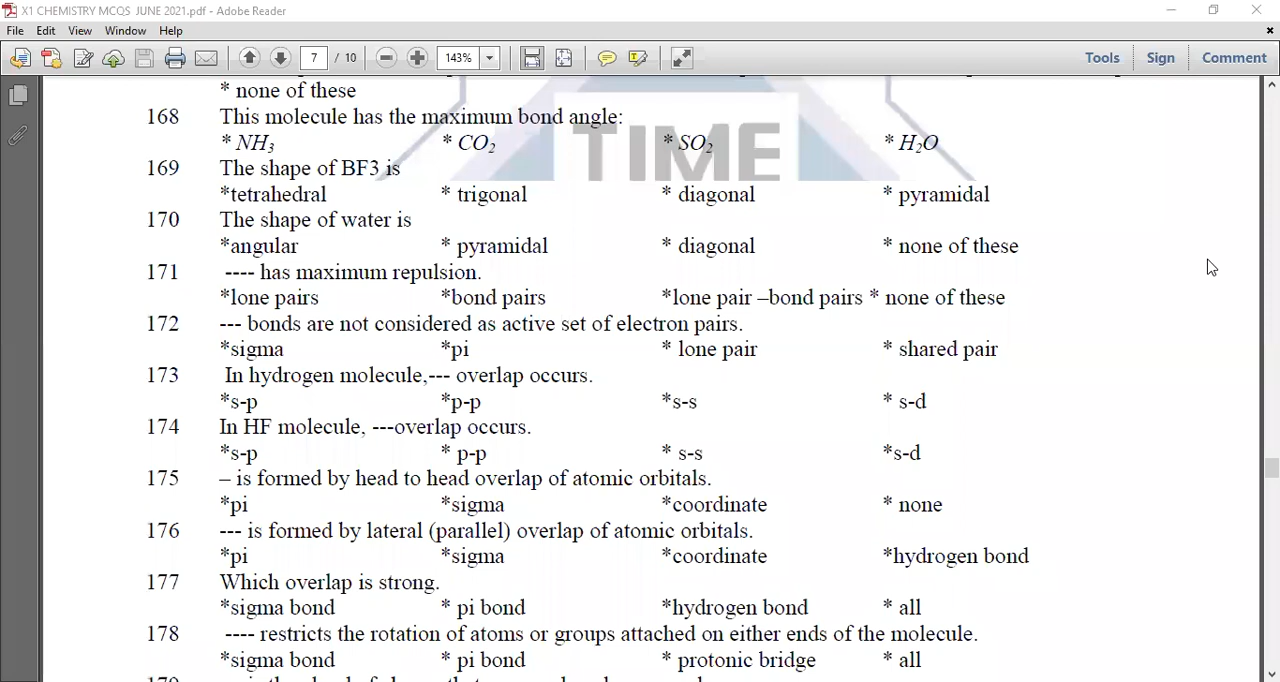 X1 CHEMISTRY MCQS JUNE 2021.pdf - Adobe Reader
File Edit View Window Help
7 / 10 143% Tools Sign Comment
* none of these
168 This molecule has the maximum bond angle:
* NH3 * CO2 * SO2 * H2O
TIME
169 The shape of BF3 is
*tetrahedral * trigonal * diagonal * pyramidal
170 The shape of water is
*angular * pyramidal * diagonal * none of these
171 ---- has maximum repulsion.
*lone pairs *bond pairs *lone pair –bond pairs * none of these
172 --- bonds are not considered as active set of electron pairs.
*sigma *pi * lone pair * shared pair
173 In hydrogen molecule,--- overlap occurs.
*s-p *p-p *s-s * s-d
174 In HF molecule, ---overlap occurs.
*s-p * p-p * s-s *s-d
175 – is formed by head to head overlap of atomic orbitals.
*pi *sigma *coordinate * none
176 --- is formed by lateral (parallel) overlap of atomic orbitals.
*pi *sigma *coordinate *hydrogen bond
177 Which overlap is strong.
*sigma bond * pi bond *hydrogen bond * all
178 ---- restricts the rotation of atoms or groups attached on either ends of the molecule.
*sigma bond * pi bond * protonic bridge * all